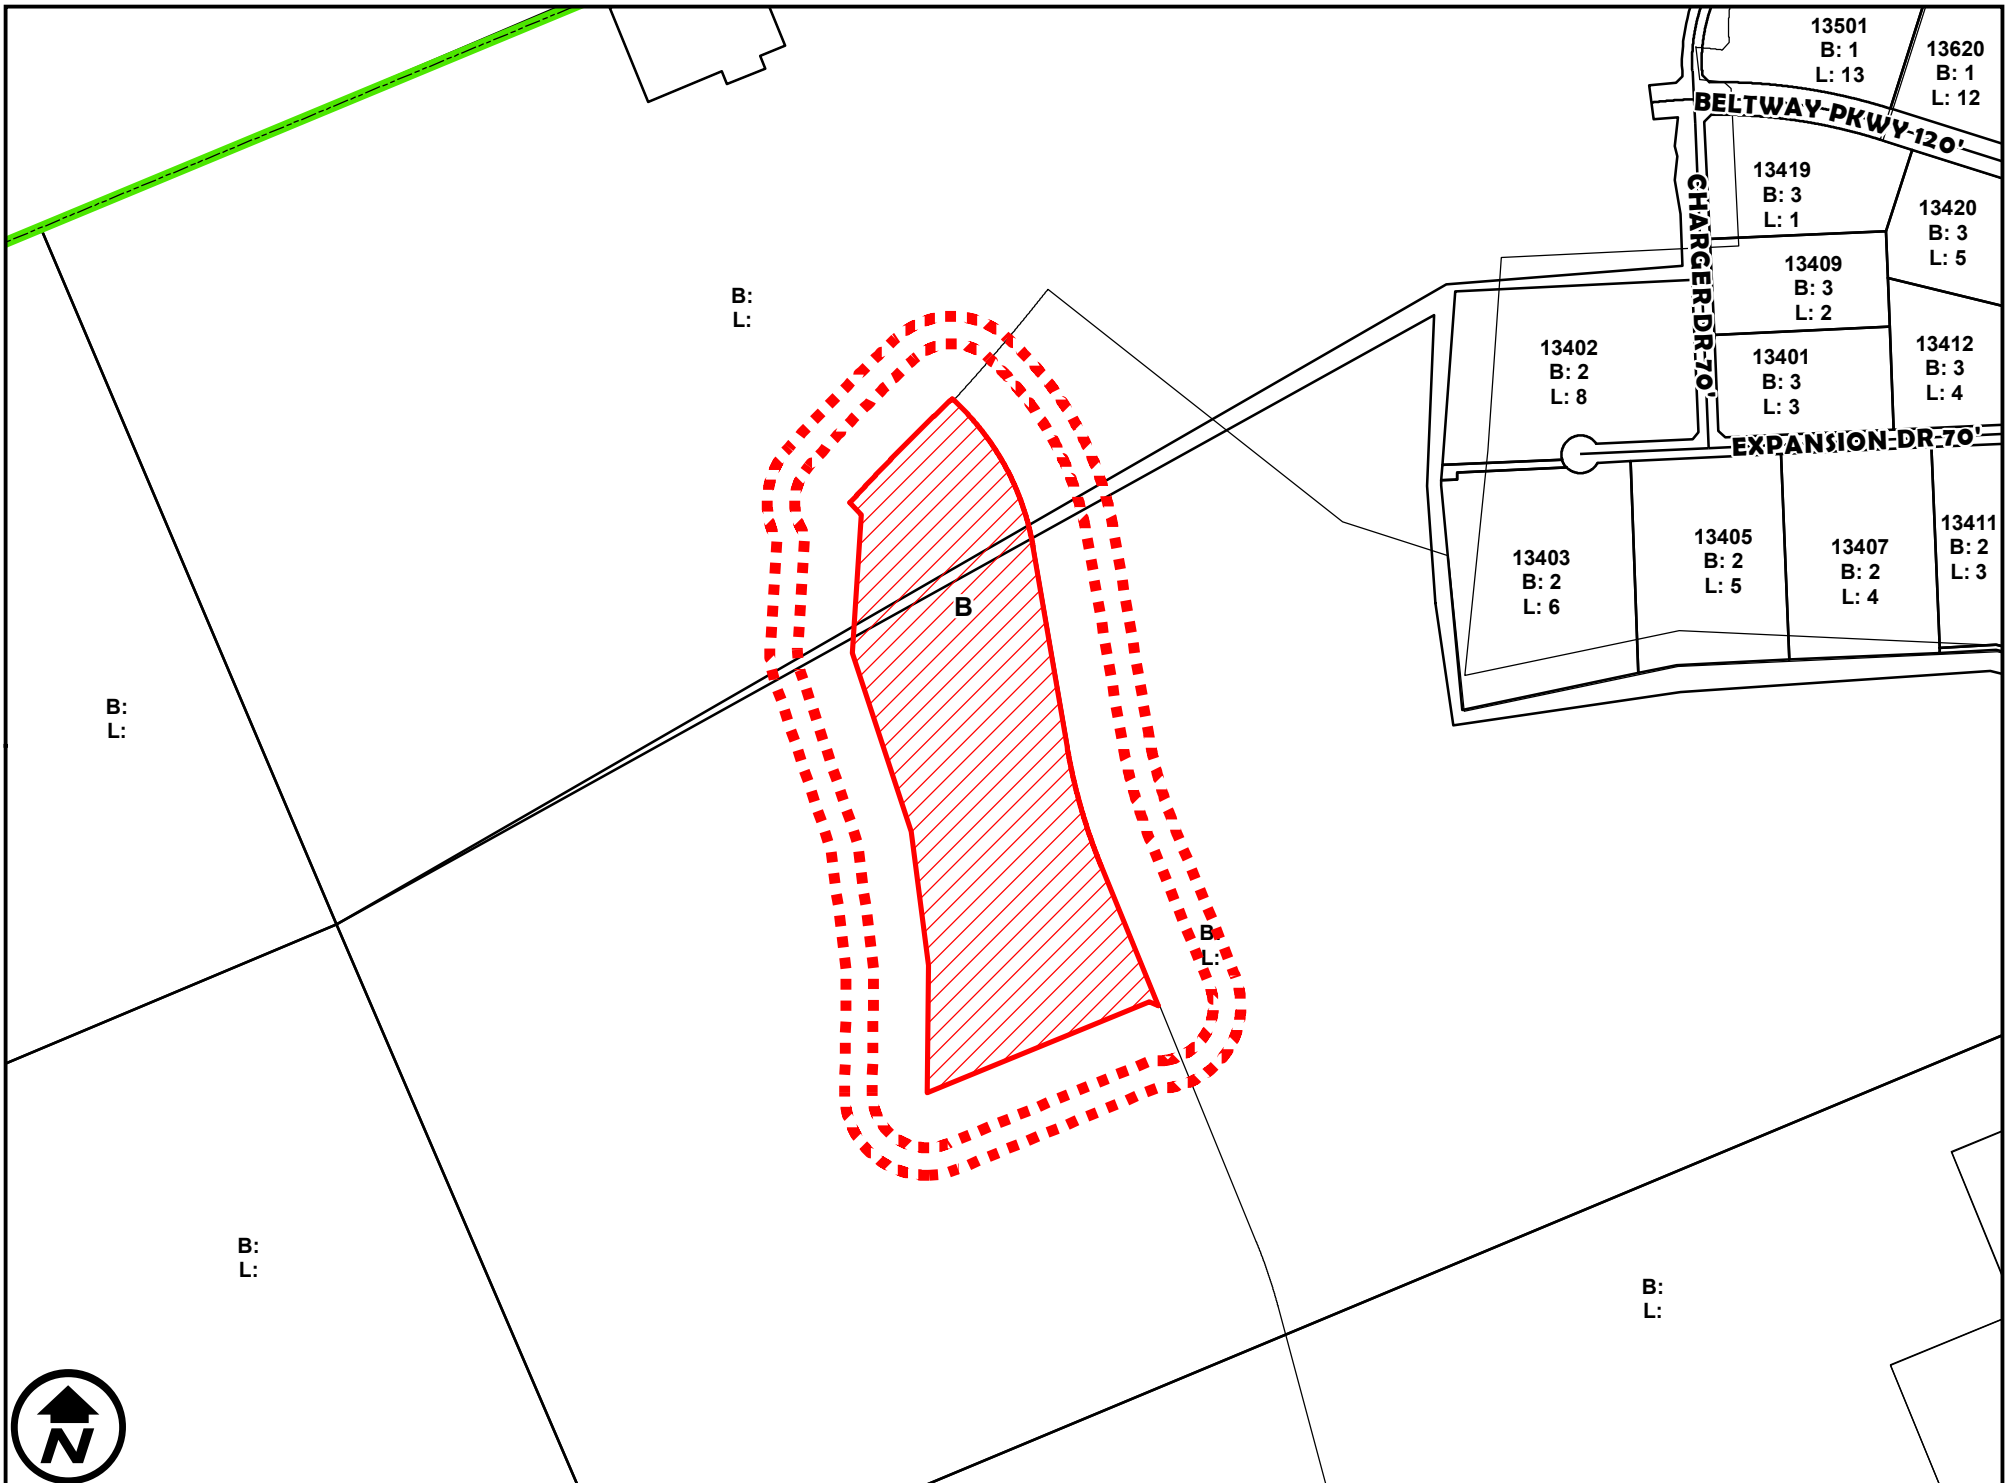 13501
B: 1
L: 13
13620
B: 1
L: 12
BELTWAY PKWY 120'
13419
B: 3
L: 1
13420
B: 3
L: 5
CHARGER DR 70'
13409
B: 3
L: 2
B:
L:
13402
B: 2
L: 8
13401
B: 3
L: 3
13412
B: 3
L: 4
EXPANSION DR 70'
13403
B: 2
L: 6
13405
B: 2
L: 5
13407
B: 2
L: 4
13411
B: 2
L: 3
B
B:
L:
B:
L:
B:
L:
B:
L:
N